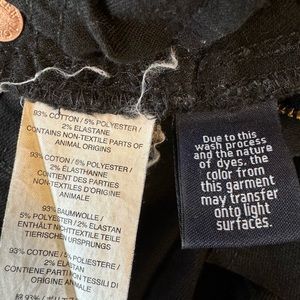 93% COTTON / 5% POLYESTER /
2% ELASTANE
CONTAINS NON-TEXTILE PARTS OF
ANIMAL ORIGINS
93% COTON / 5% POLYESTER /
2% ELASTHANNE
CONTIENT DES PARTIES
NON-TEXTILES D'ORIGINE
ANIMALE
93% BAUMWOLLE /
5% POLYESTER / 2% ELASTAN
ENTHÄLT NICHTTEXTILE TEILE
TIERISCHEN URSPRUNGS
93% COTONE / 5% POLIESTERE /
2% ELASTAN
CONTIENE PARTI NON TESSILI DI
ORIGINE ANIMALE
Due to this
wash process
and the nature
of dyes, the
color from
this garment
may transfer
onto light
surfaces.